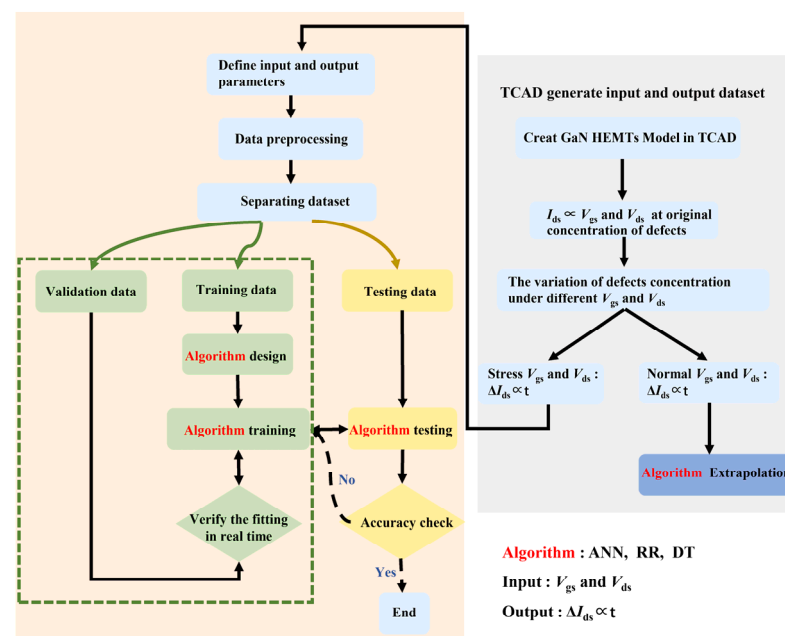 Define input and output
parameters
Data preprocessing
Separating dataset
Validation data
Training data
Testing data
Algorithm design
Algorithm training
Algorithm testing
No
Verify the fitting
in real time
Accuracy check
Yes
End
TCAD generate input and output dataset
Creat GaN HEMTs Model in TCAD
Ids ∝ Vgs and Vds at original
concentration of defects
The variation of defects concentration
under different Vgs and Vds
Stress Vgs and Vds :
ΔIds∝t
Normal Vgs and Vds :
ΔIds∝t
Algorithm Extrapolation
Algorithm : ANN, RR, DT
Input : Vgs and Vds
Output : ΔIds∝t